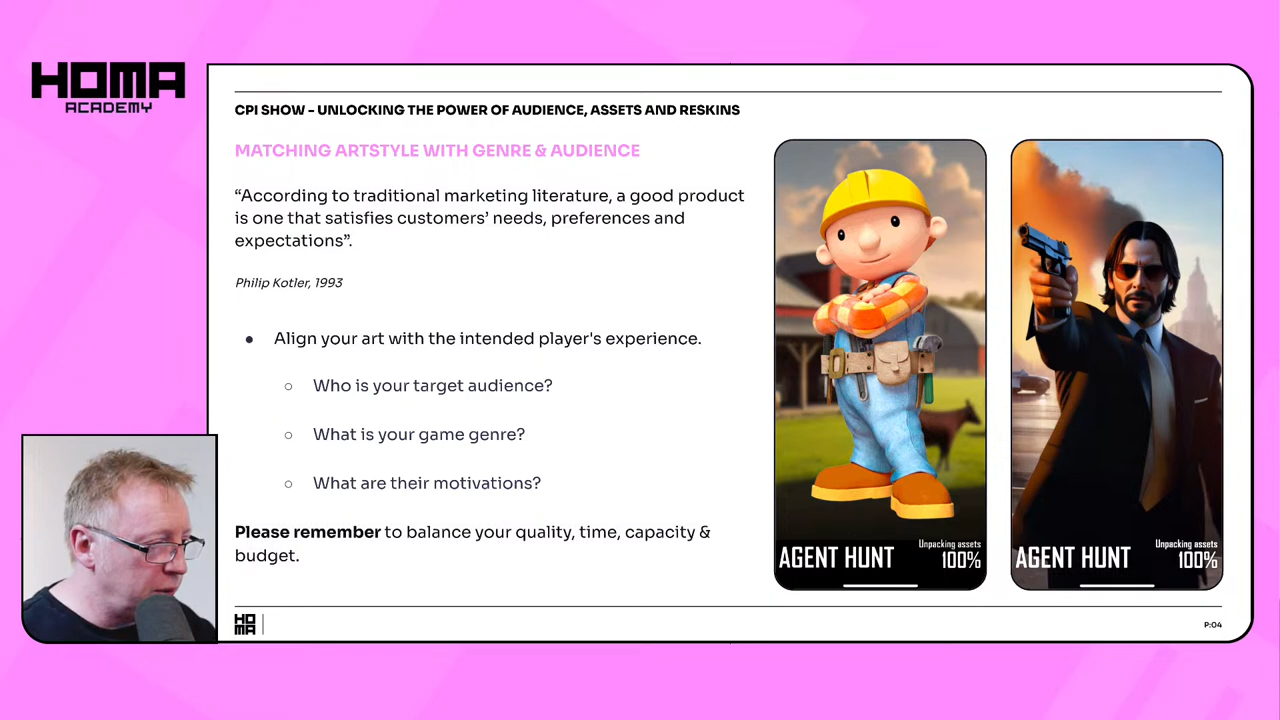 HOMA
ACADEMY
CPI SHOW - UNLOCKING THE POWER OF AUDIENCE, ASSETS AND RESKINS
MATCHING ARTSTYLE WITH GENRE & AUDIENCE
“According to traditional marketing literature, a good product
is one that satisfies customers’ needs, preferences and
expectations”.
Philip Kotler, 1993
● Align your art with the intended player's experience.
○ Who is your target audience?
○ What is your game genre?
○ What are their motivations?
Please remember to balance your quality, time, capacity &
budget.
AGENT HUNT
Unpacking assets
100%
AGENT HUNT
Unpacking assets
100%
HO
MA
P:04